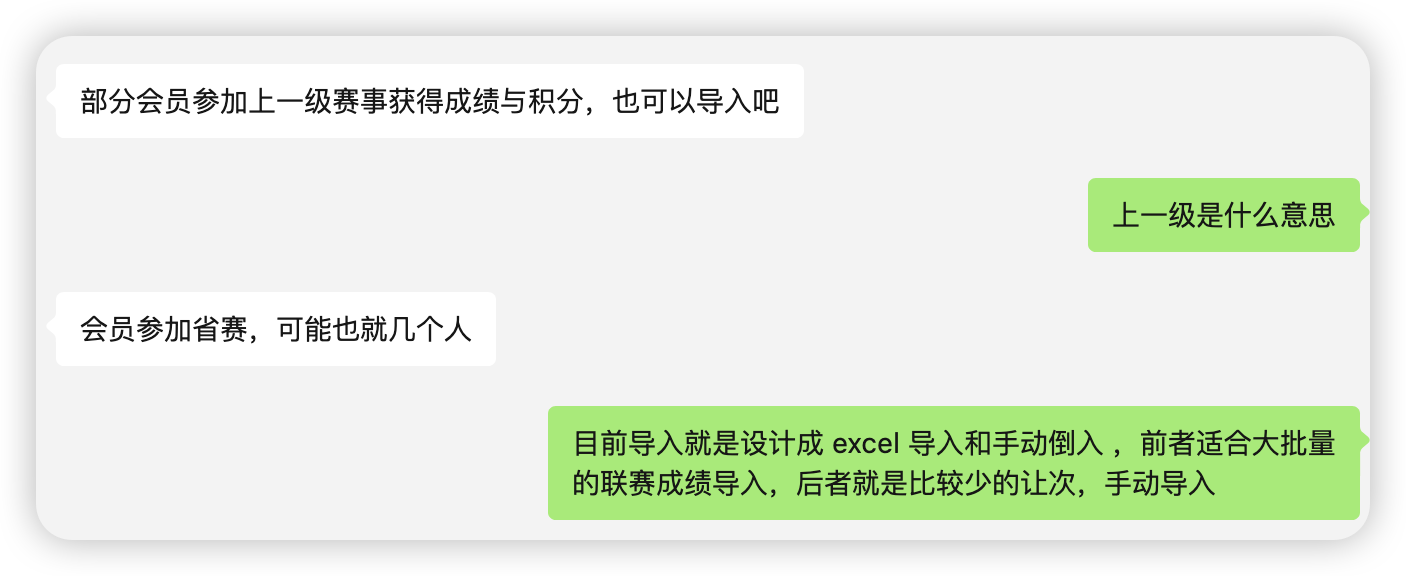 部分会员参加上一级赛事获得成绩与积分，也可以导入吧
上一级是什么意思
会员参加省赛，可能也就几个人
目前导入就是设计成 excel 导入和手动倒入 ，前者适合大批量
的联赛成绩导入，后者就是比较少的让次，手动导入